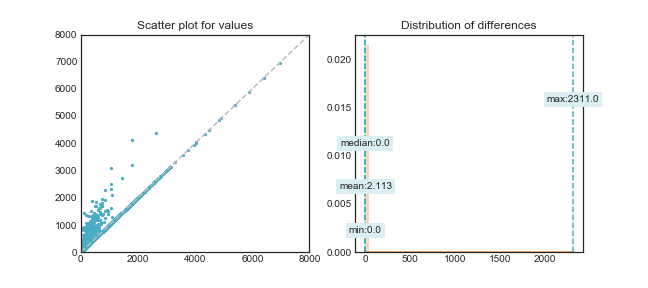 Scatter plot for values
8000
7000
6000
5000
4000
3000
2000
1000
0
0 2000 4000 6000 8000
Distribution of differences
0.020
0.015
0.010
0.005
0.000
max:2311.0
median:0.0
mean:2.113
min:0.0
0 500 1000 1500 2000